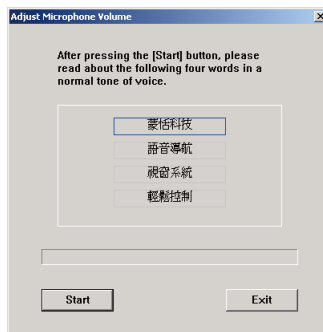 Adjust Microphone Volume
After pressing the [Start] button, please
read about the following four words in a
normal tone of voice.
蒙恬科技
語音導航
視窗系統
輕鬆控制
Start
Exit